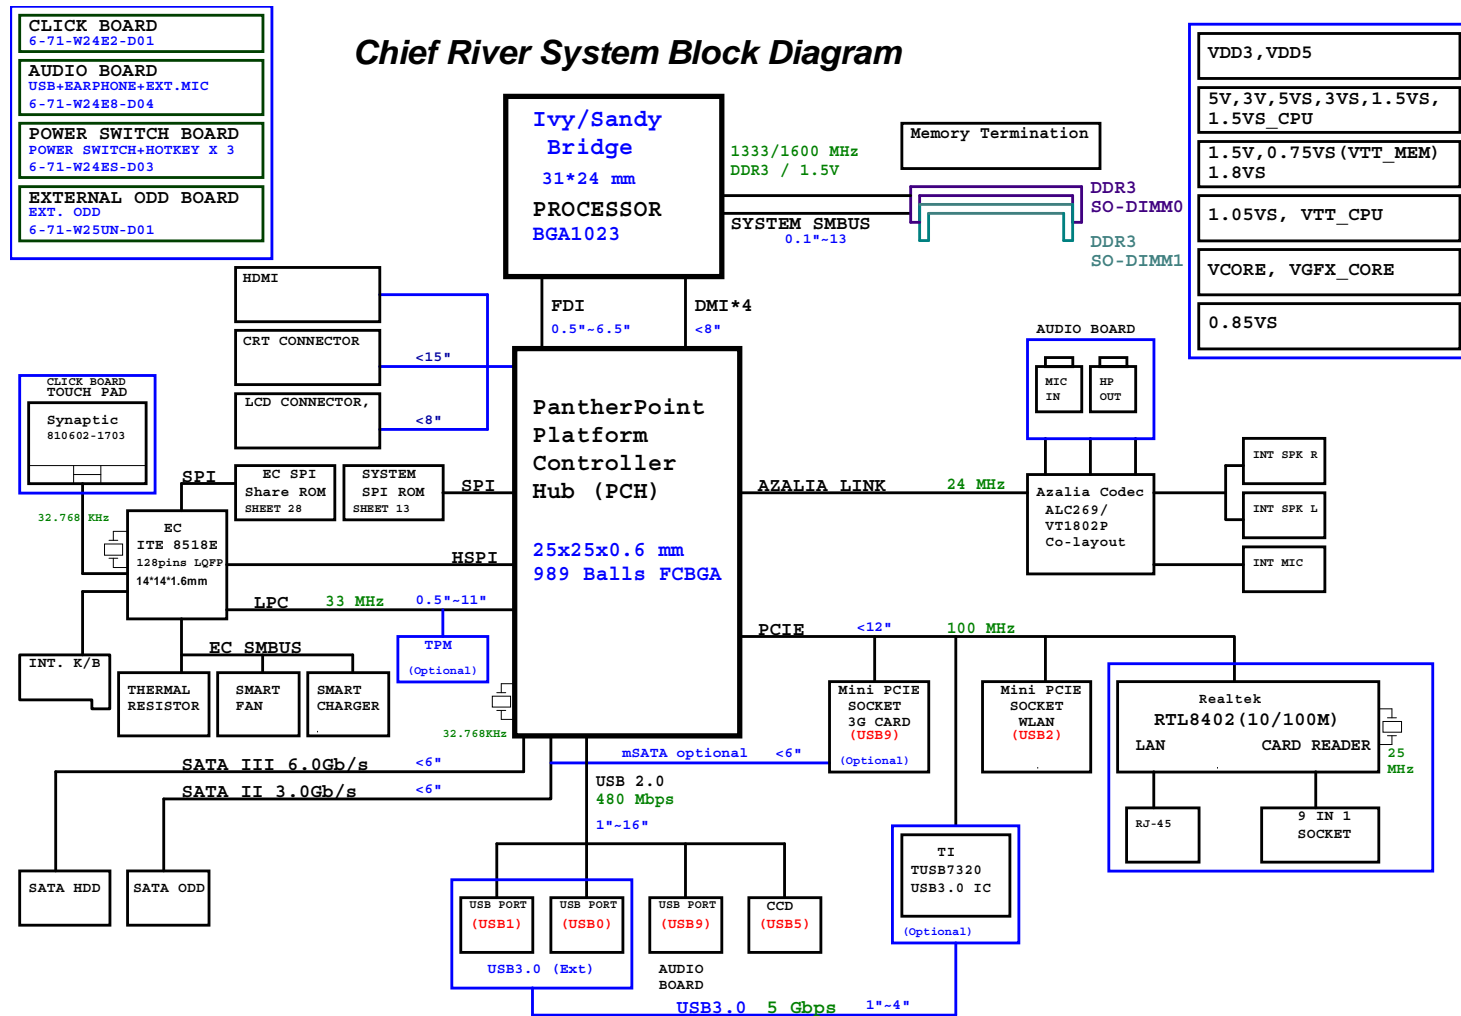 Chief River System Block Diagram
CLICK BOARD
6-71-W24E2-D01
AUDIO BOARD
USB+EARPHONE+EXT.MIC
6-71-W24E8-D04
POWER SWITCH BOARD
POWER SWITCH+HOTKEY X 3
6-71-W24ES-D03
EXTERNAL ODD BOARD
EXT. ODD
6-71-W25UN-D01
Ivy/Sandy
Bridge
31*24 mm
PROCESSOR
BGA1023
1333/1600 MHz
DDR3 / 1.5V
SYSTEM SMBUS
0.1"~13
Memory Termination
DDR3
SO-DIMM0
DDR3
SO-DIMM1
VDD3,VDD5
5V,3V,5VS,3VS,1.5VS,
1.5VS_CPU
1.5V,0.75VS(VTT_MEM)
1.8VS
1.05VS, VTT_CPU
VCORE, VGFX_CORE
0.85VS
HDMI
CRT CONNECTOR
LCD CONNECTOR,
<15"
<8"
FDI
0.5"~6.5"
DMI*4
<8"
PantherPoint
Platform
Controller
Hub (PCH)
25x25x0.6 mm
989 Balls FCBGA
CLICK BOARD
TOUCH PAD
Synaptic
810602-1703
SPI
EC SPI
Share ROM
SHEET 28
SYSTEM
SPI ROM
SHEET 13
SPI
32.768 KHz
EC
ITE 8518E
128pins LQFP
14*14*1.6mm
HSPI
LPC
33 MHz
0.5"~11"
TPM
(Optional)
EC SMBUS
INT. K/B
THERMAL
RESISTOR
SMART
FAN
SMART
CHARGER
32.768KHz
AUDIO BOARD
MIC
IN
HP
OUT
AZALIA LINK
24 MHz
Azalia Codec
ALC269/
VT1802P
Co-layout
INT SPK R
INT SPK L
INT MIC
PCIE
<12"
100 MHz
Mini PCIE
SOCKET
3G CARD
(USB9)
(Optional)
Mini PCIE
SOCKET
WLAN
(USB2)
Realtek
RTL8402(10/100M)
LAN
CARD READER
25
MHz
RJ-45
9 IN 1
SOCKET
mSATA optional
<6"
SATA III 6.0Gb/s
<6"
SATA II 3.0Gb/s
<6"
SATA HDD
SATA ODD
USB 2.0
480 Mbps
1"~16"
USB PORT
(USB1)
USB PORT
(USB0)
USB3.0 (Ext)
USB PORT
(USB9)
AUDIO
BOARD
CCD
(USB5)
TI
TUSB7320
USB3.0 IC
(Optional)
USB3.0
5 Gbps
1"~4"